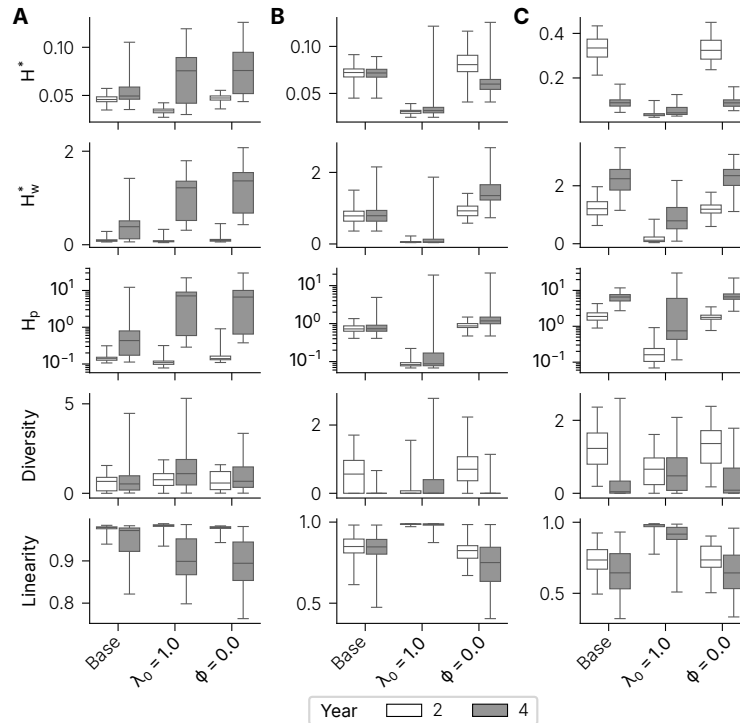 A
B
C
H*
0.10
0.05
0.10
0.05
0.4
0.2
H*w
2
0
2
1
0
2
0
Hp
10¹
10⁰
10⁻¹
10¹
10⁰
10⁻¹
10¹
10⁰
10⁻¹
Diversity
5
0
2
0
2
0
Linearity
0.9
0.8
1.0
0.5
1.0
0.5
Base
λ₀ = 1.0
ϕ = 0.0
Base
λ₀ = 1.0
ϕ = 0.0
Base
λ₀ = 1.0
ϕ = 0.0
Year 2 4